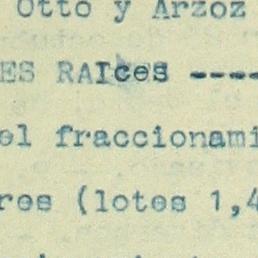 Otto y Arzoz
ES RAIces ----
el fraccionami
res (lotes 1,4